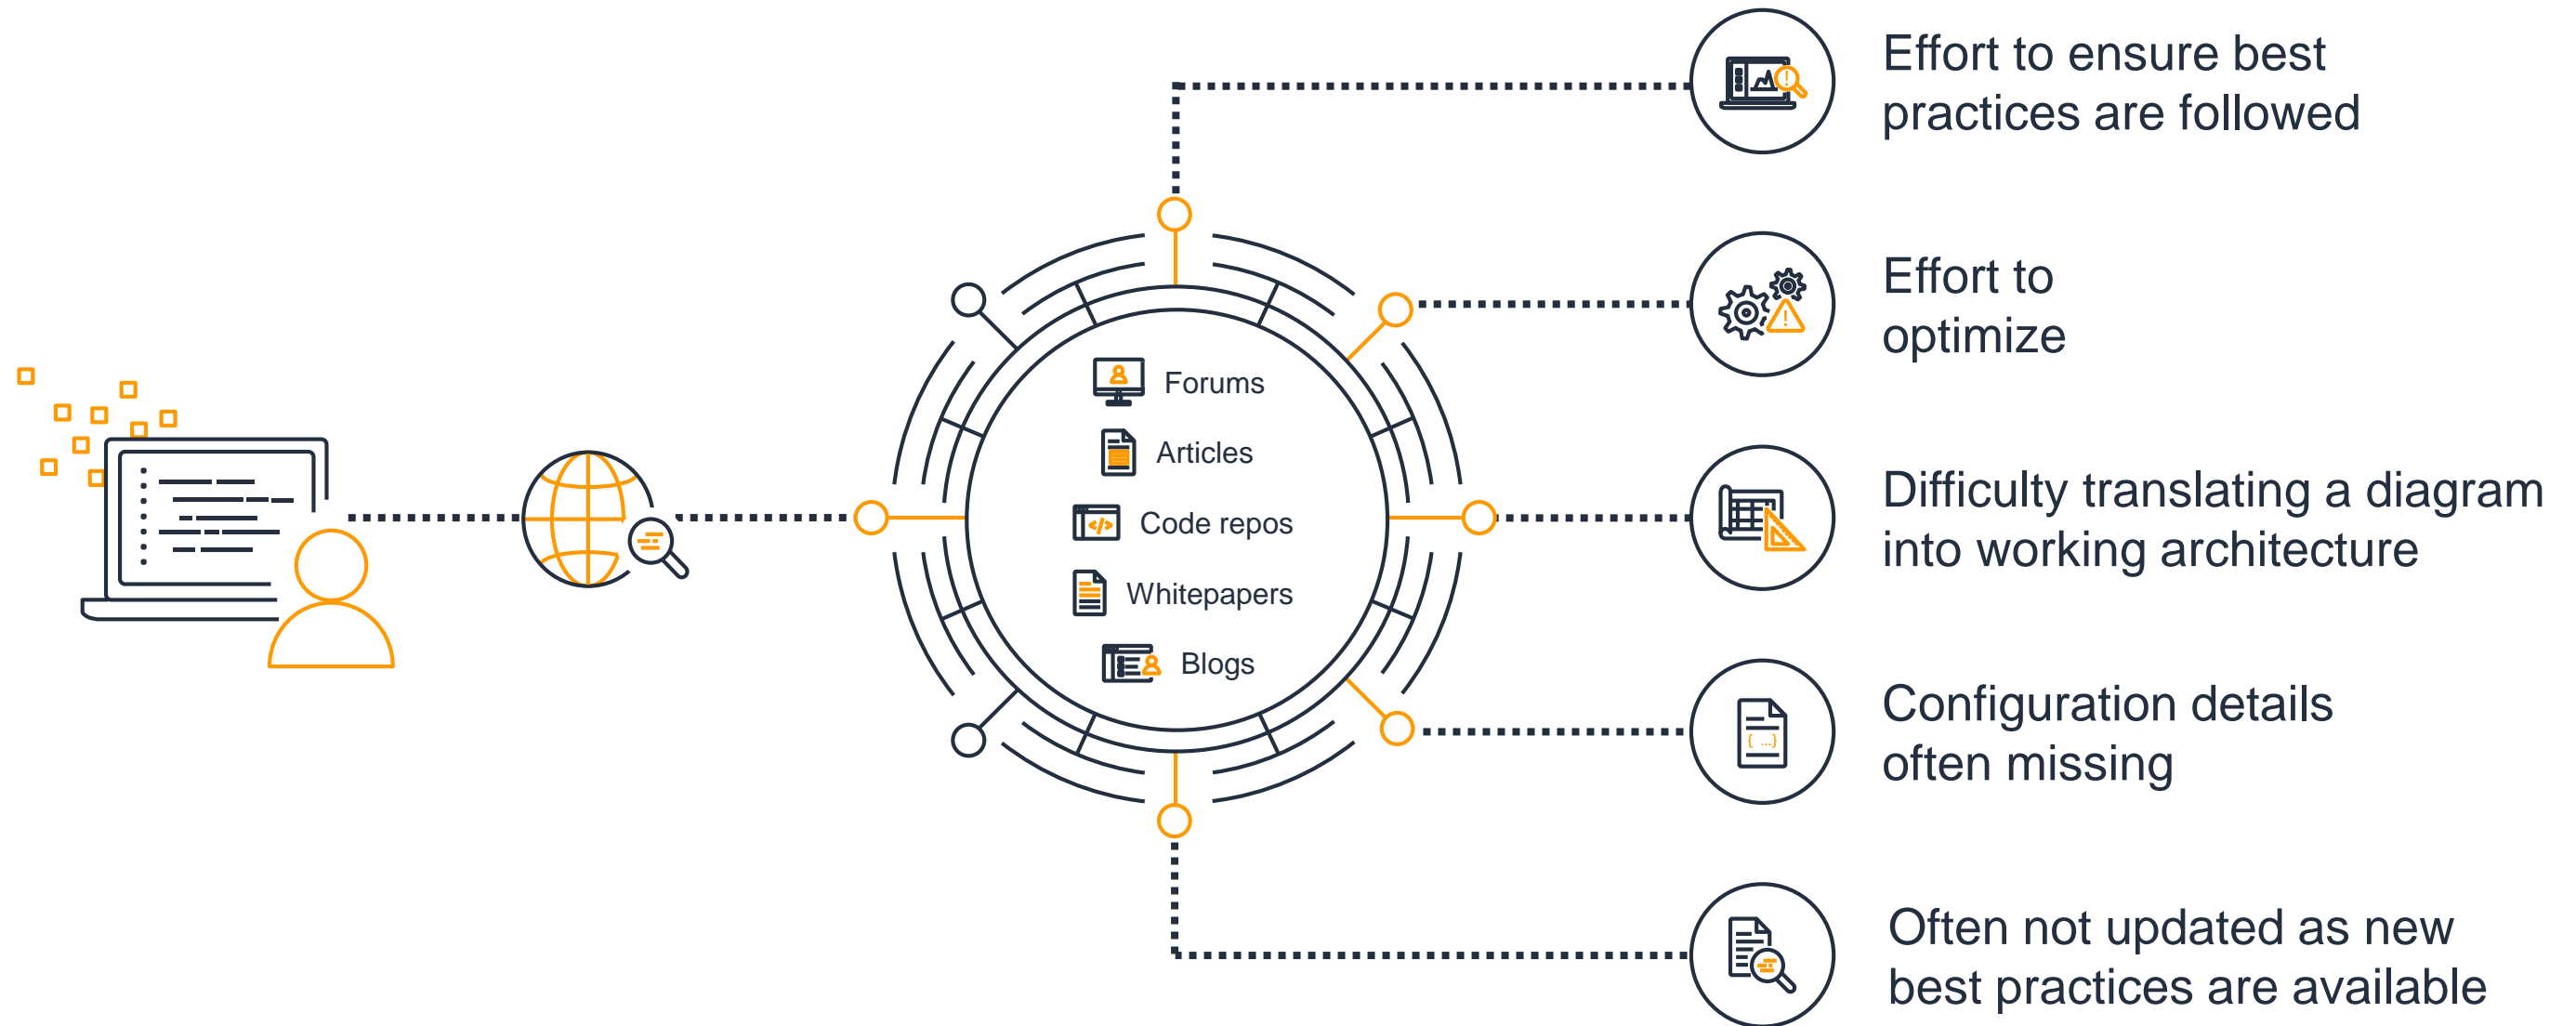 Forums
Articles
Code repos
Whitepapers
Blogs
Effort to ensure best
practices are followed
Effort to
optimize
Difficulty translating a diagram
into working architecture
Configuration details
often missing
{ ...}
Often not updated as new
best practices are available